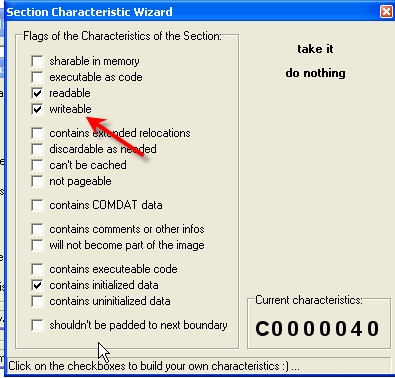 Section Characteristic Wizard
Flags of the Characteristics of the Section:
take it
do nothing
sharable in memory
executable as code
readable
writeable
contains extended relocations
discardable as needed
can't be cached
not pageable
contains COMDAT data
contains comments or other infos
will not become part of the image
contains executeable code
contains initialized data
contains uninitialized data
shouldn't be padded to next boundary
Current characteristics:
C0000040
Click on the checkboxes to build your own characteristics :) ...